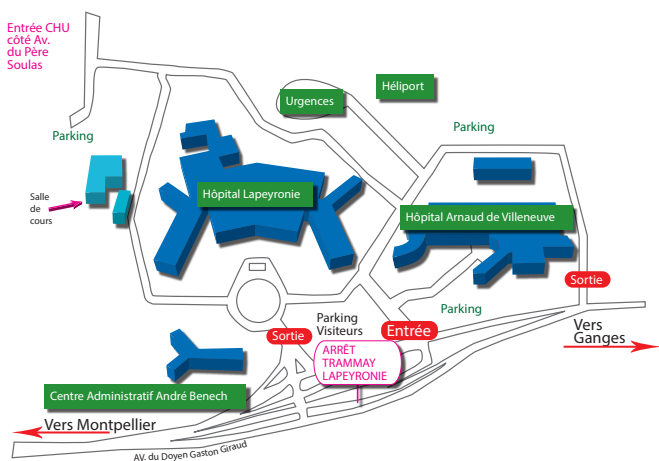 Entrée CHU
côté Av.
du Père
Soulas
Héliport
Urgences
Parking
Parking
Salle
de
cours
Hôpital Lapeyronie
Hôpital Arnaud de Villeneuve
Sortie
Parking
Parking
Visiteurs
Sortie
Entrée
Vers
Ganges
ARRÊT
TRAMMAY
LAPEYRONIE
Centre Administratif André Benech
Vers Montpellier
AV. du Doyen Gaston Giraud